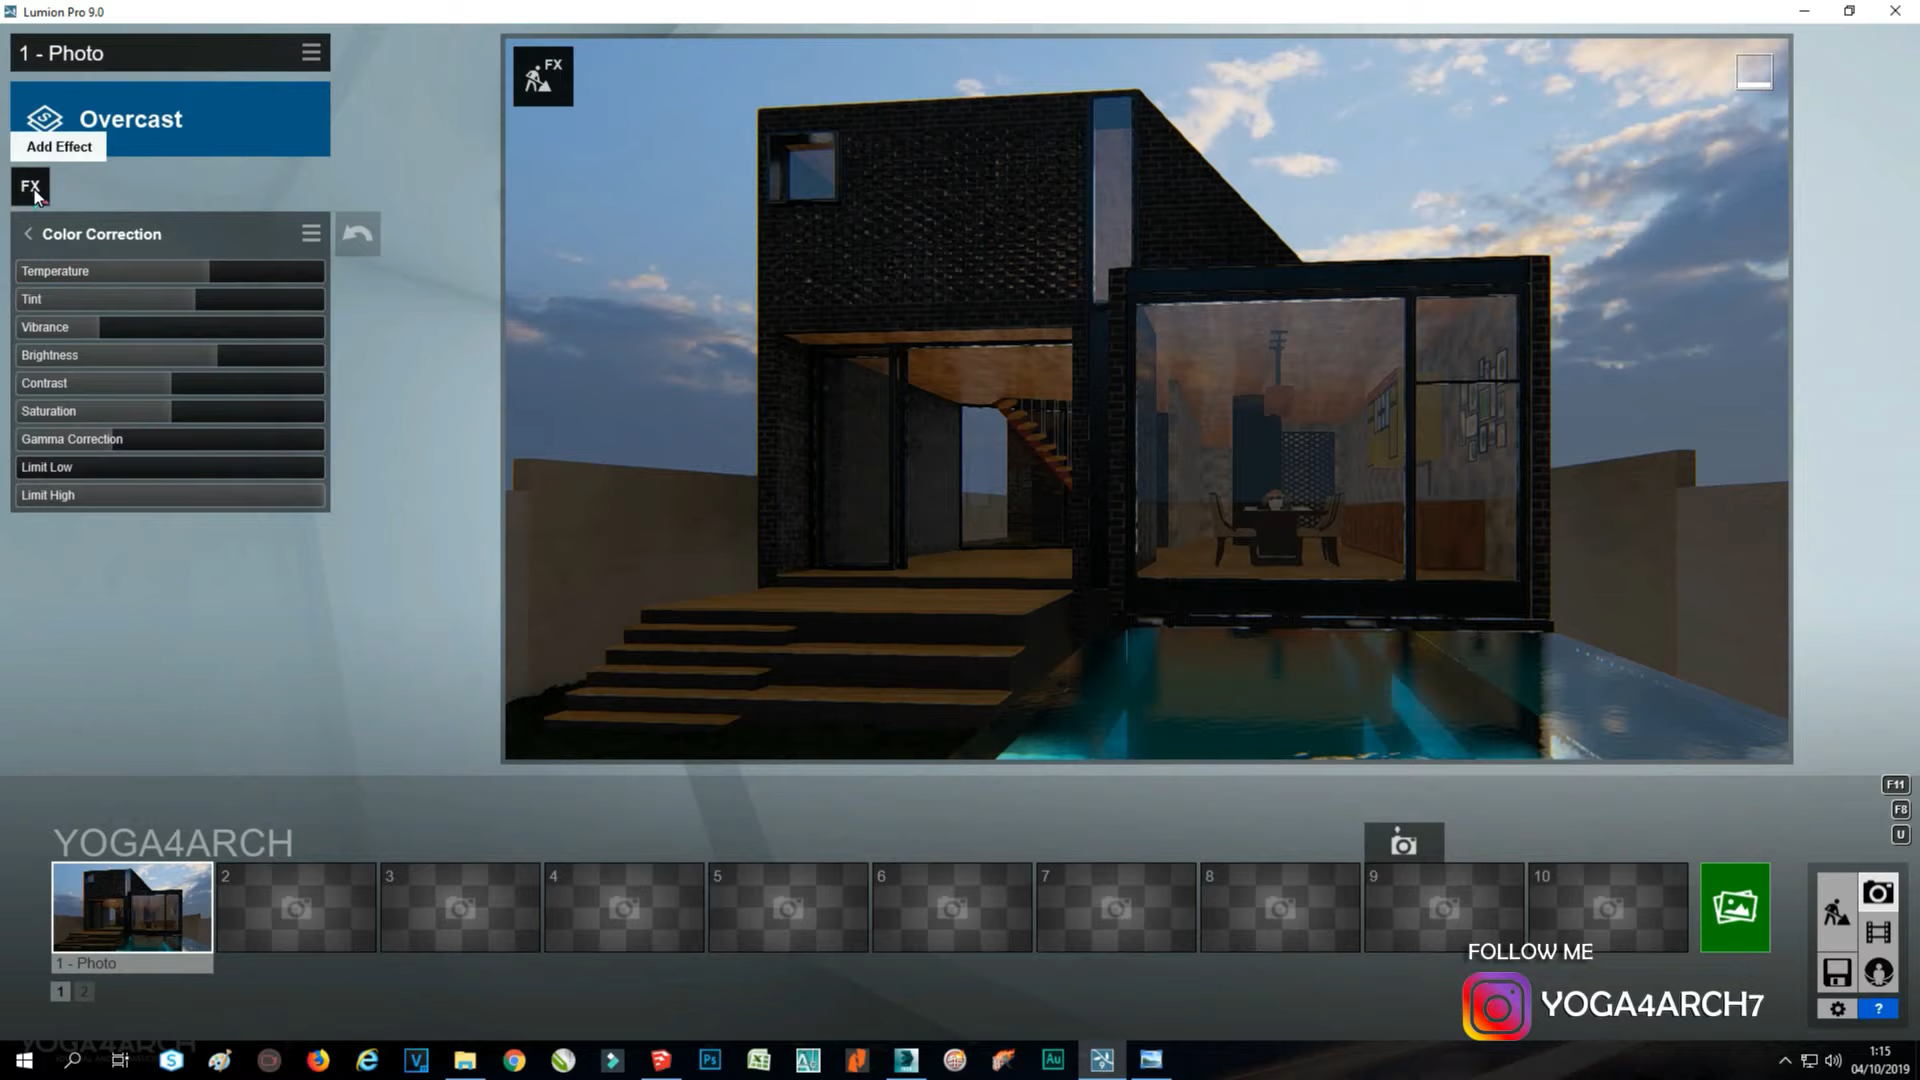 Lumion Pro 9.0
1 - Photo
Overcast
Add Effect
FX
Color Correction
Temperature
Tint
Vibrance
Brightness
Contrast
Saturation
Gamma Correction
Limit Low
Limit High
FX
F11
F8
U
YOGA4ARCH
2
3
4
5
6
7
8
9
10
1 - Photo
1 2
FOLLOW ME
YOGA4ARCH7
?
S
V
Ps
Au
1:15
04/10/2019